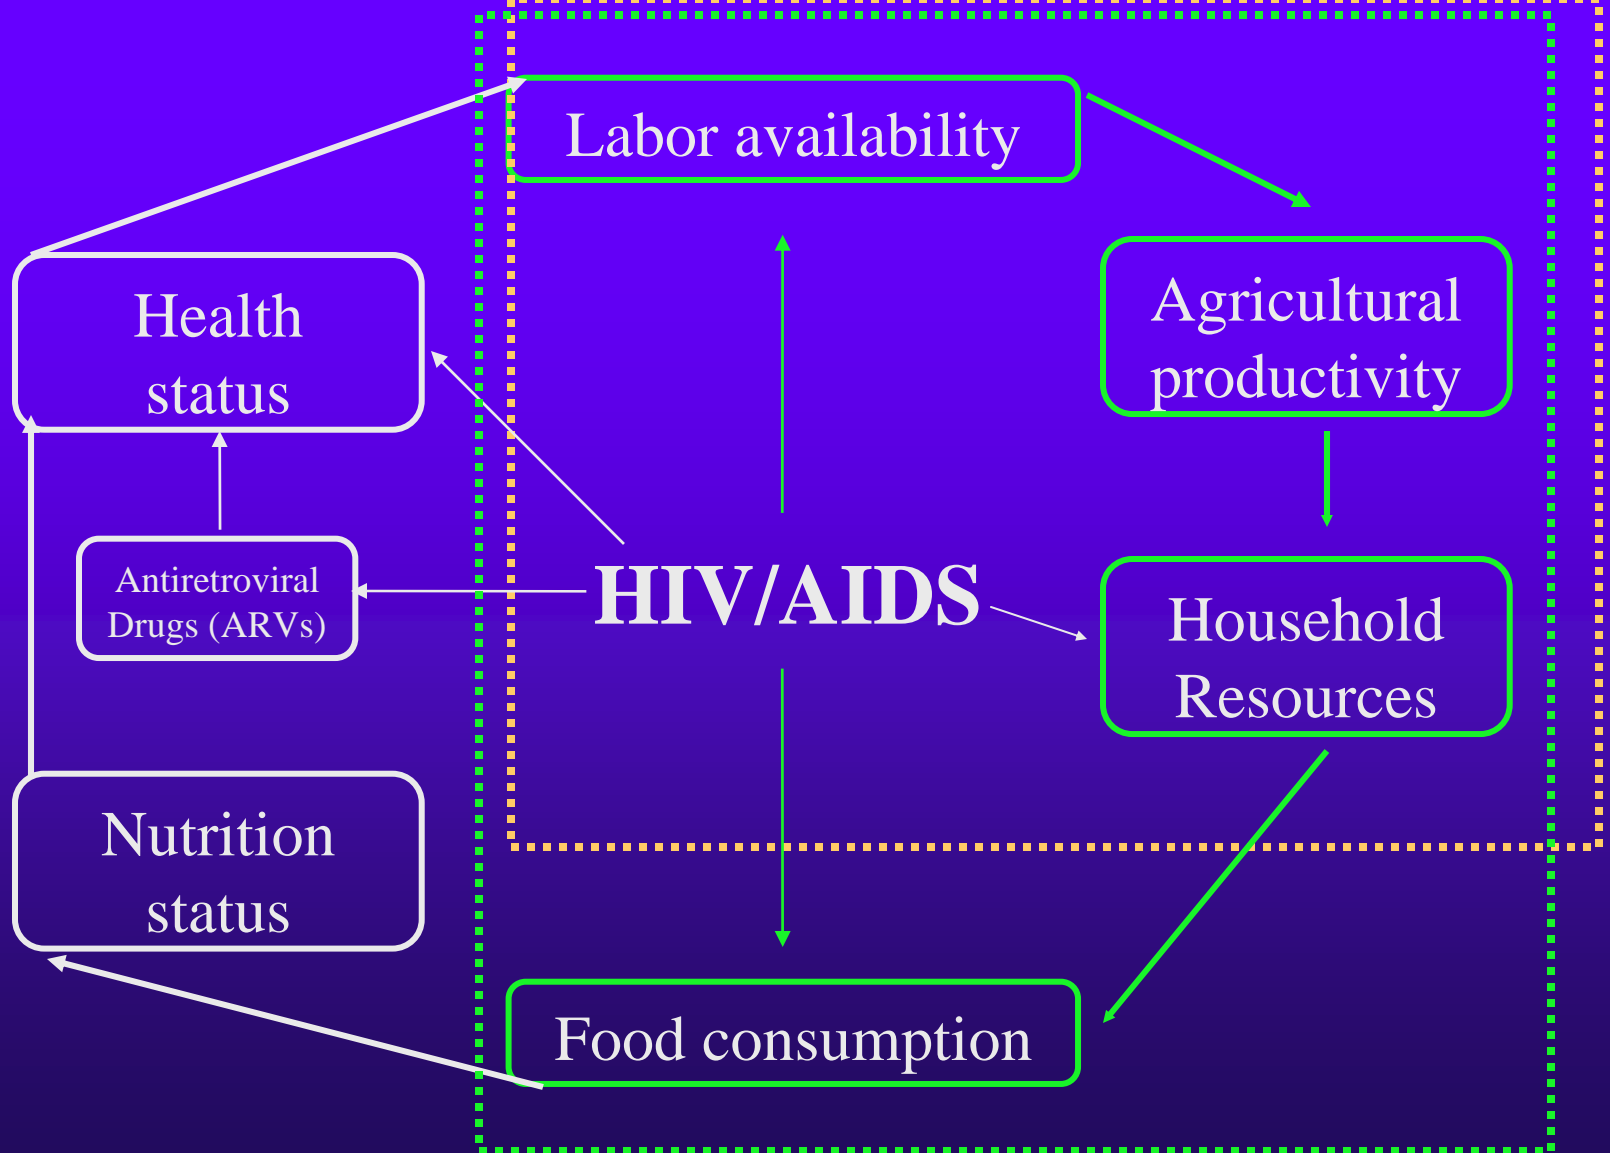 Labor availability
Health
status
Agricultural
productivity
Antiretroviral
Drugs (ARVs)
HIV/AIDS
Household
Resources
Nutrition
status
Food consumption